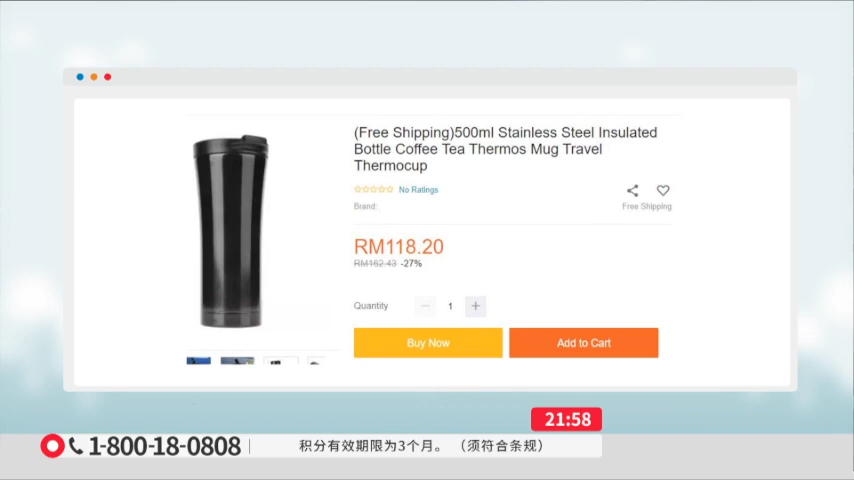 (Free Shipping)500ml Stainless Steel Insulated
Bottle Coffee Tea Thermos Mug Travel
Thermocup
No Ratings
Brand:
Free Shipping
RM118.20
RM162.43 -27%
Quantity
1
Buy Now
Add to Cart
21:58
1-800-18-0808
积分有效期限为3个月。（须符合条规）